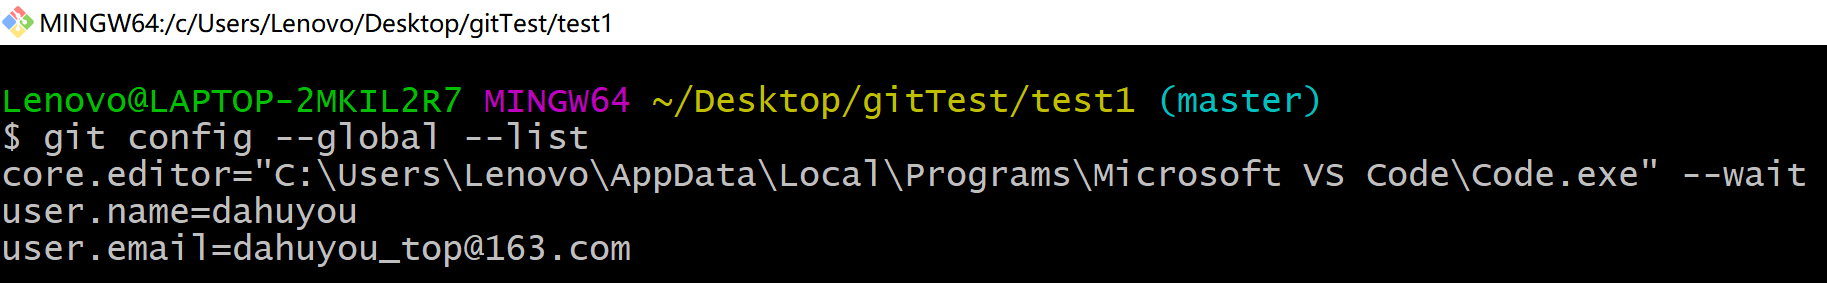 MINGW64:/c/Users/Lenovo/Desktop/gitTest/test1
Lenovo@LAPTOP-2MKIL2R7 MINGW64 ~/Desktop/gitTest/test1 (master)
$ git config --global --list
core.editor="C:\Users\Lenovo\AppData\Local\Programs\Microsoft VS Code\Code.exe" --wait
user.name=dahuyou
user.email=dahuyou_top@163.com